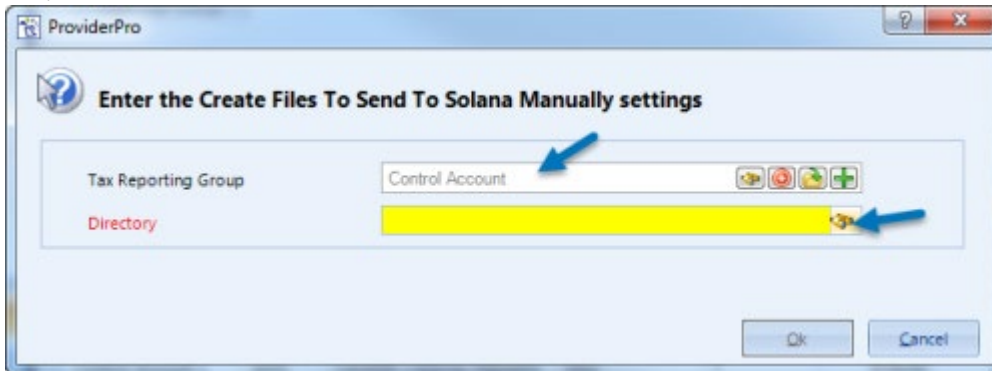 ProviderPro
Enter the Create Files To Send To Solana Manually settings
Tax Reporting Group
Control Account
Directory
Ok
Cancel